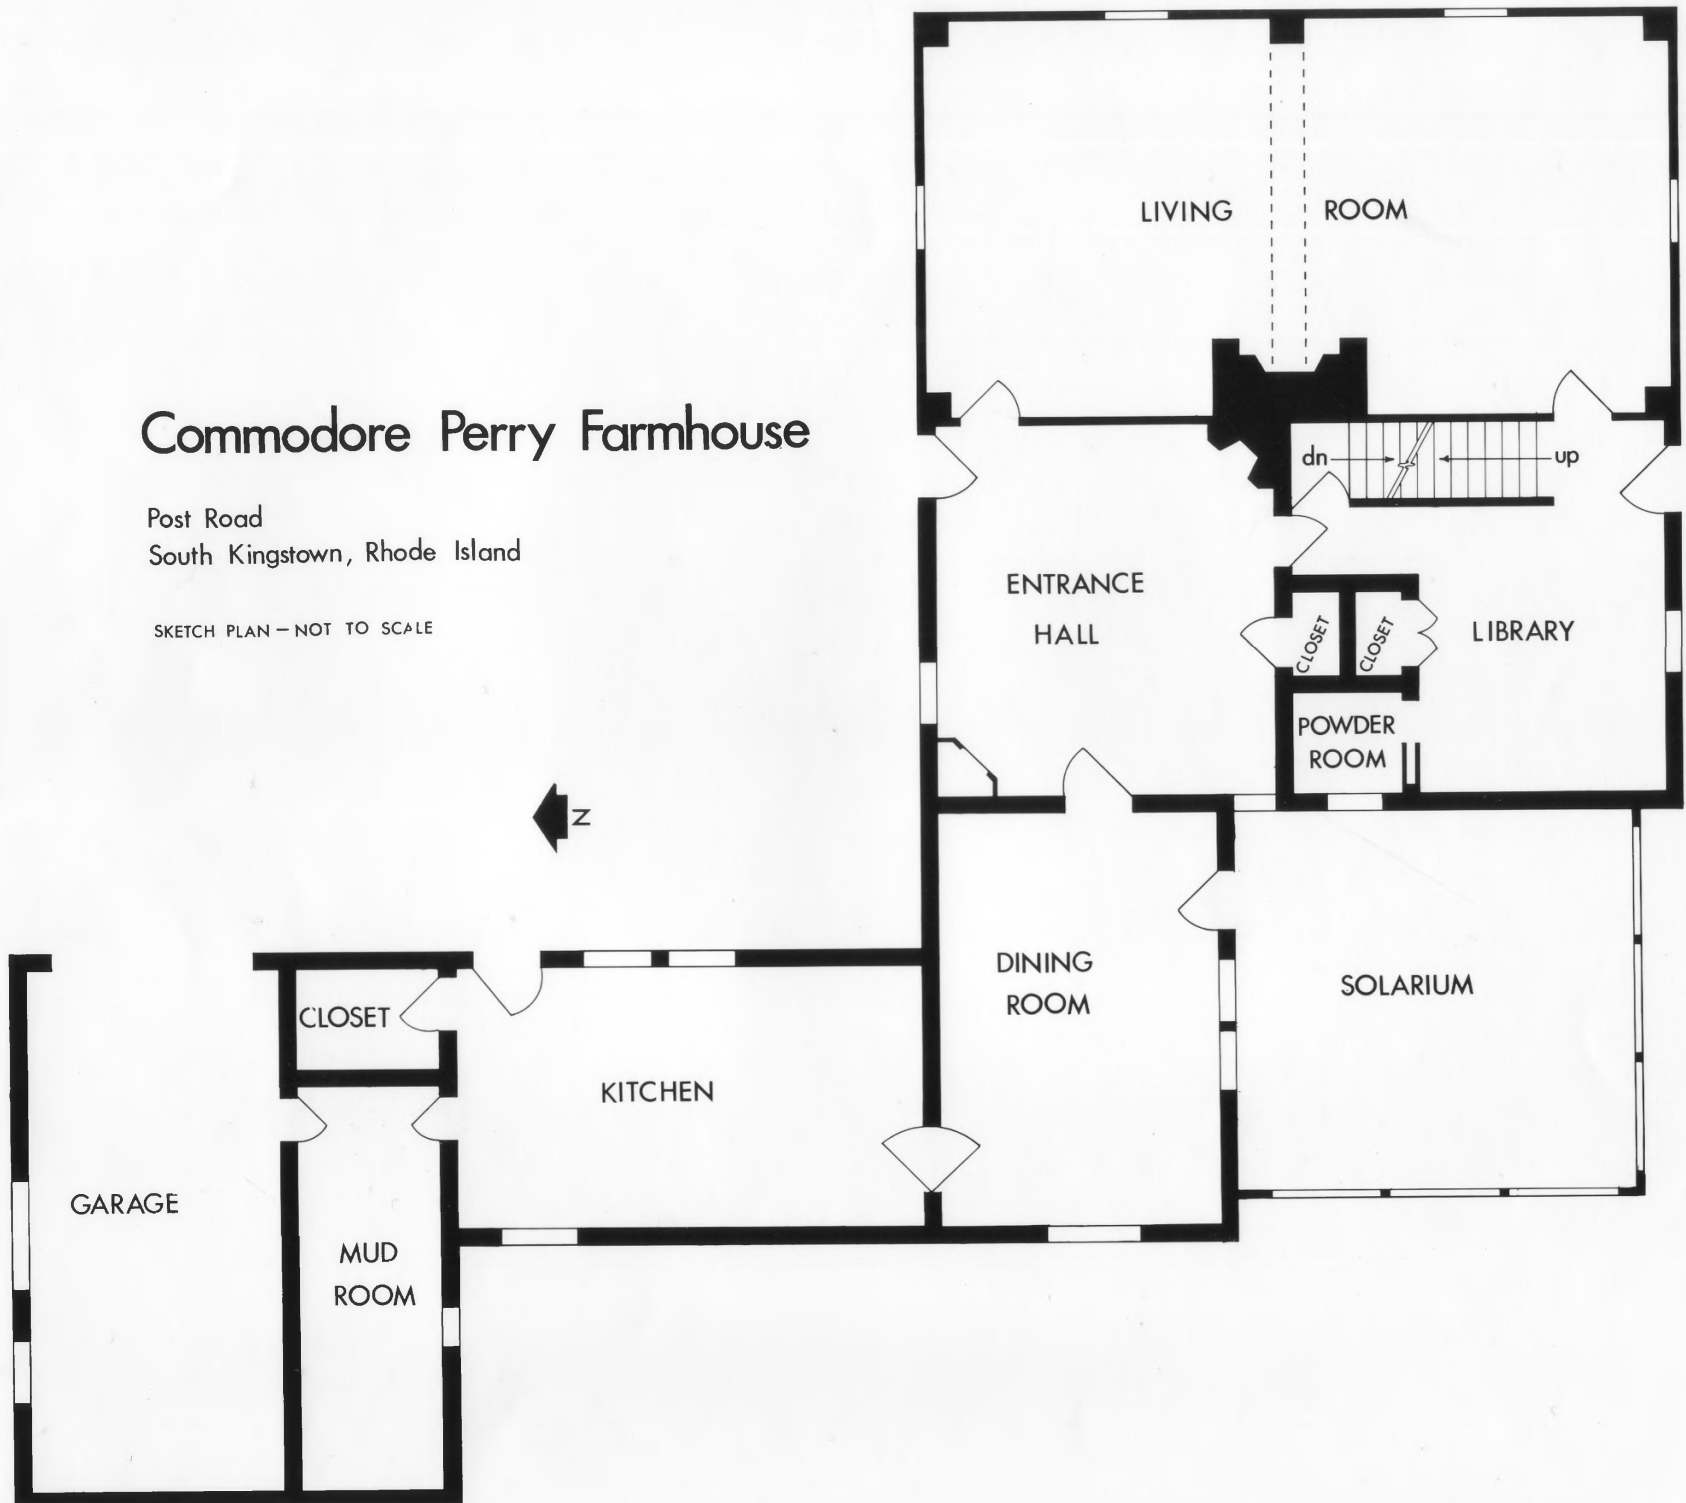 LIVING ROOM
Commodore Perry Farmhouse
Post Road
South Kingstown, Rhode Island
SKETCH PLAN – NOT TO SCALE
dn
up
ENTRANCE
HALL
CLOSET
CLOSET
LIBRARY
POWDER
ROOM
N
DINING
ROOM
SOLARIUM
CLOSET
KITCHEN
GARAGE
MUD
ROOM